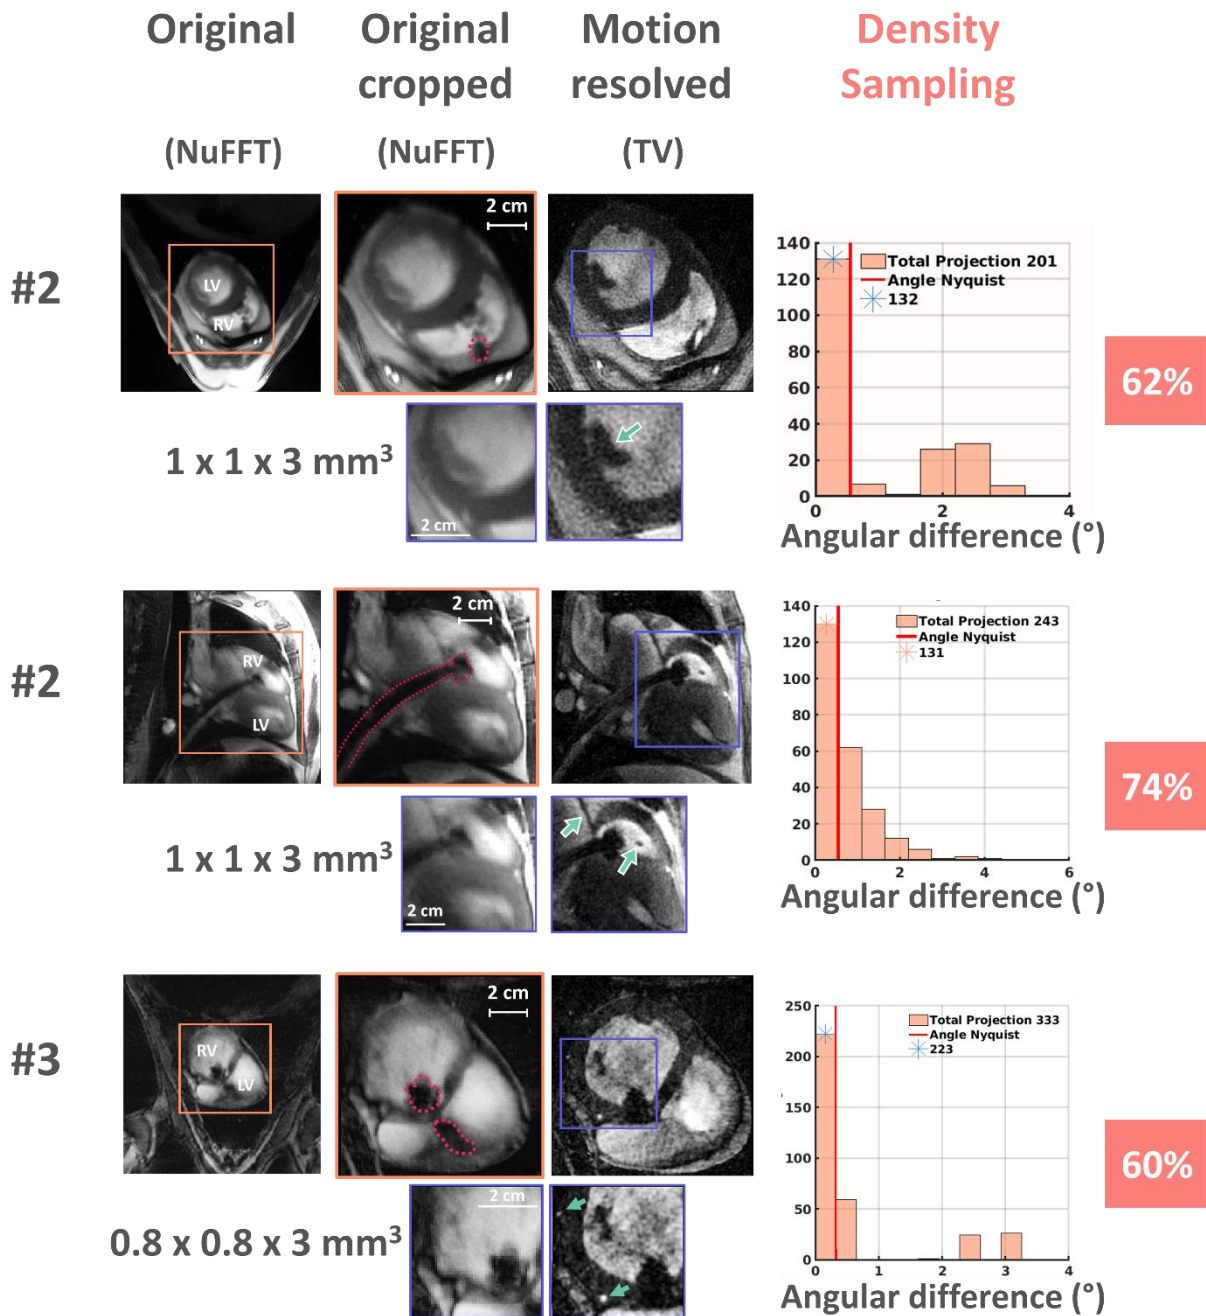 Original
Original
cropped
Motion
resolved
Density
Sampling
(NuFFT)
(NuFFT)
(TV)
#2
LV
RV
2 cm
2 cm
1 x 1 x 3 mm³
140
120
100
80
60
40
20
0
0
2
4
Total Projection 201
Angle Nyquist
132
Angular difference (°)
62%
#2
RV
LV
2 cm
2 cm
1 x 1 x 3 mm³
140
120
100
80
60
40
20
0
0
2
4
6
Total Projection 243
Angle Nyquist
131
Angular difference (°)
74%
#3
RV
LV
2 cm
2 cm
0.8 x 0.8 x 3 mm³
250
200
150
100
50
0
0
1
2
3
4
Total Projection 333
Angle Nyquist
223
Angular difference (°)
60%